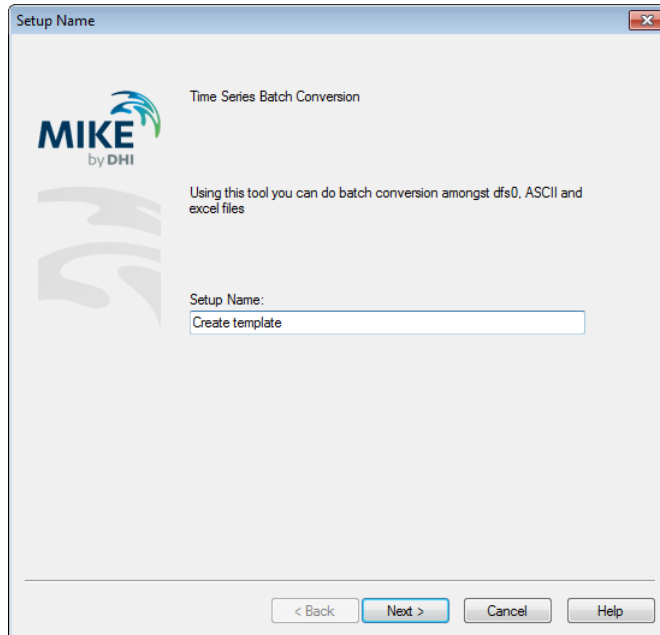 Setup Name
Time Series Batch Conversion
MIKE
by DHI
Using this tool you can do batch conversion amongst dfs0, ASCII and
excel files
Setup Name:
Create template
< Back Next > Cancel Help